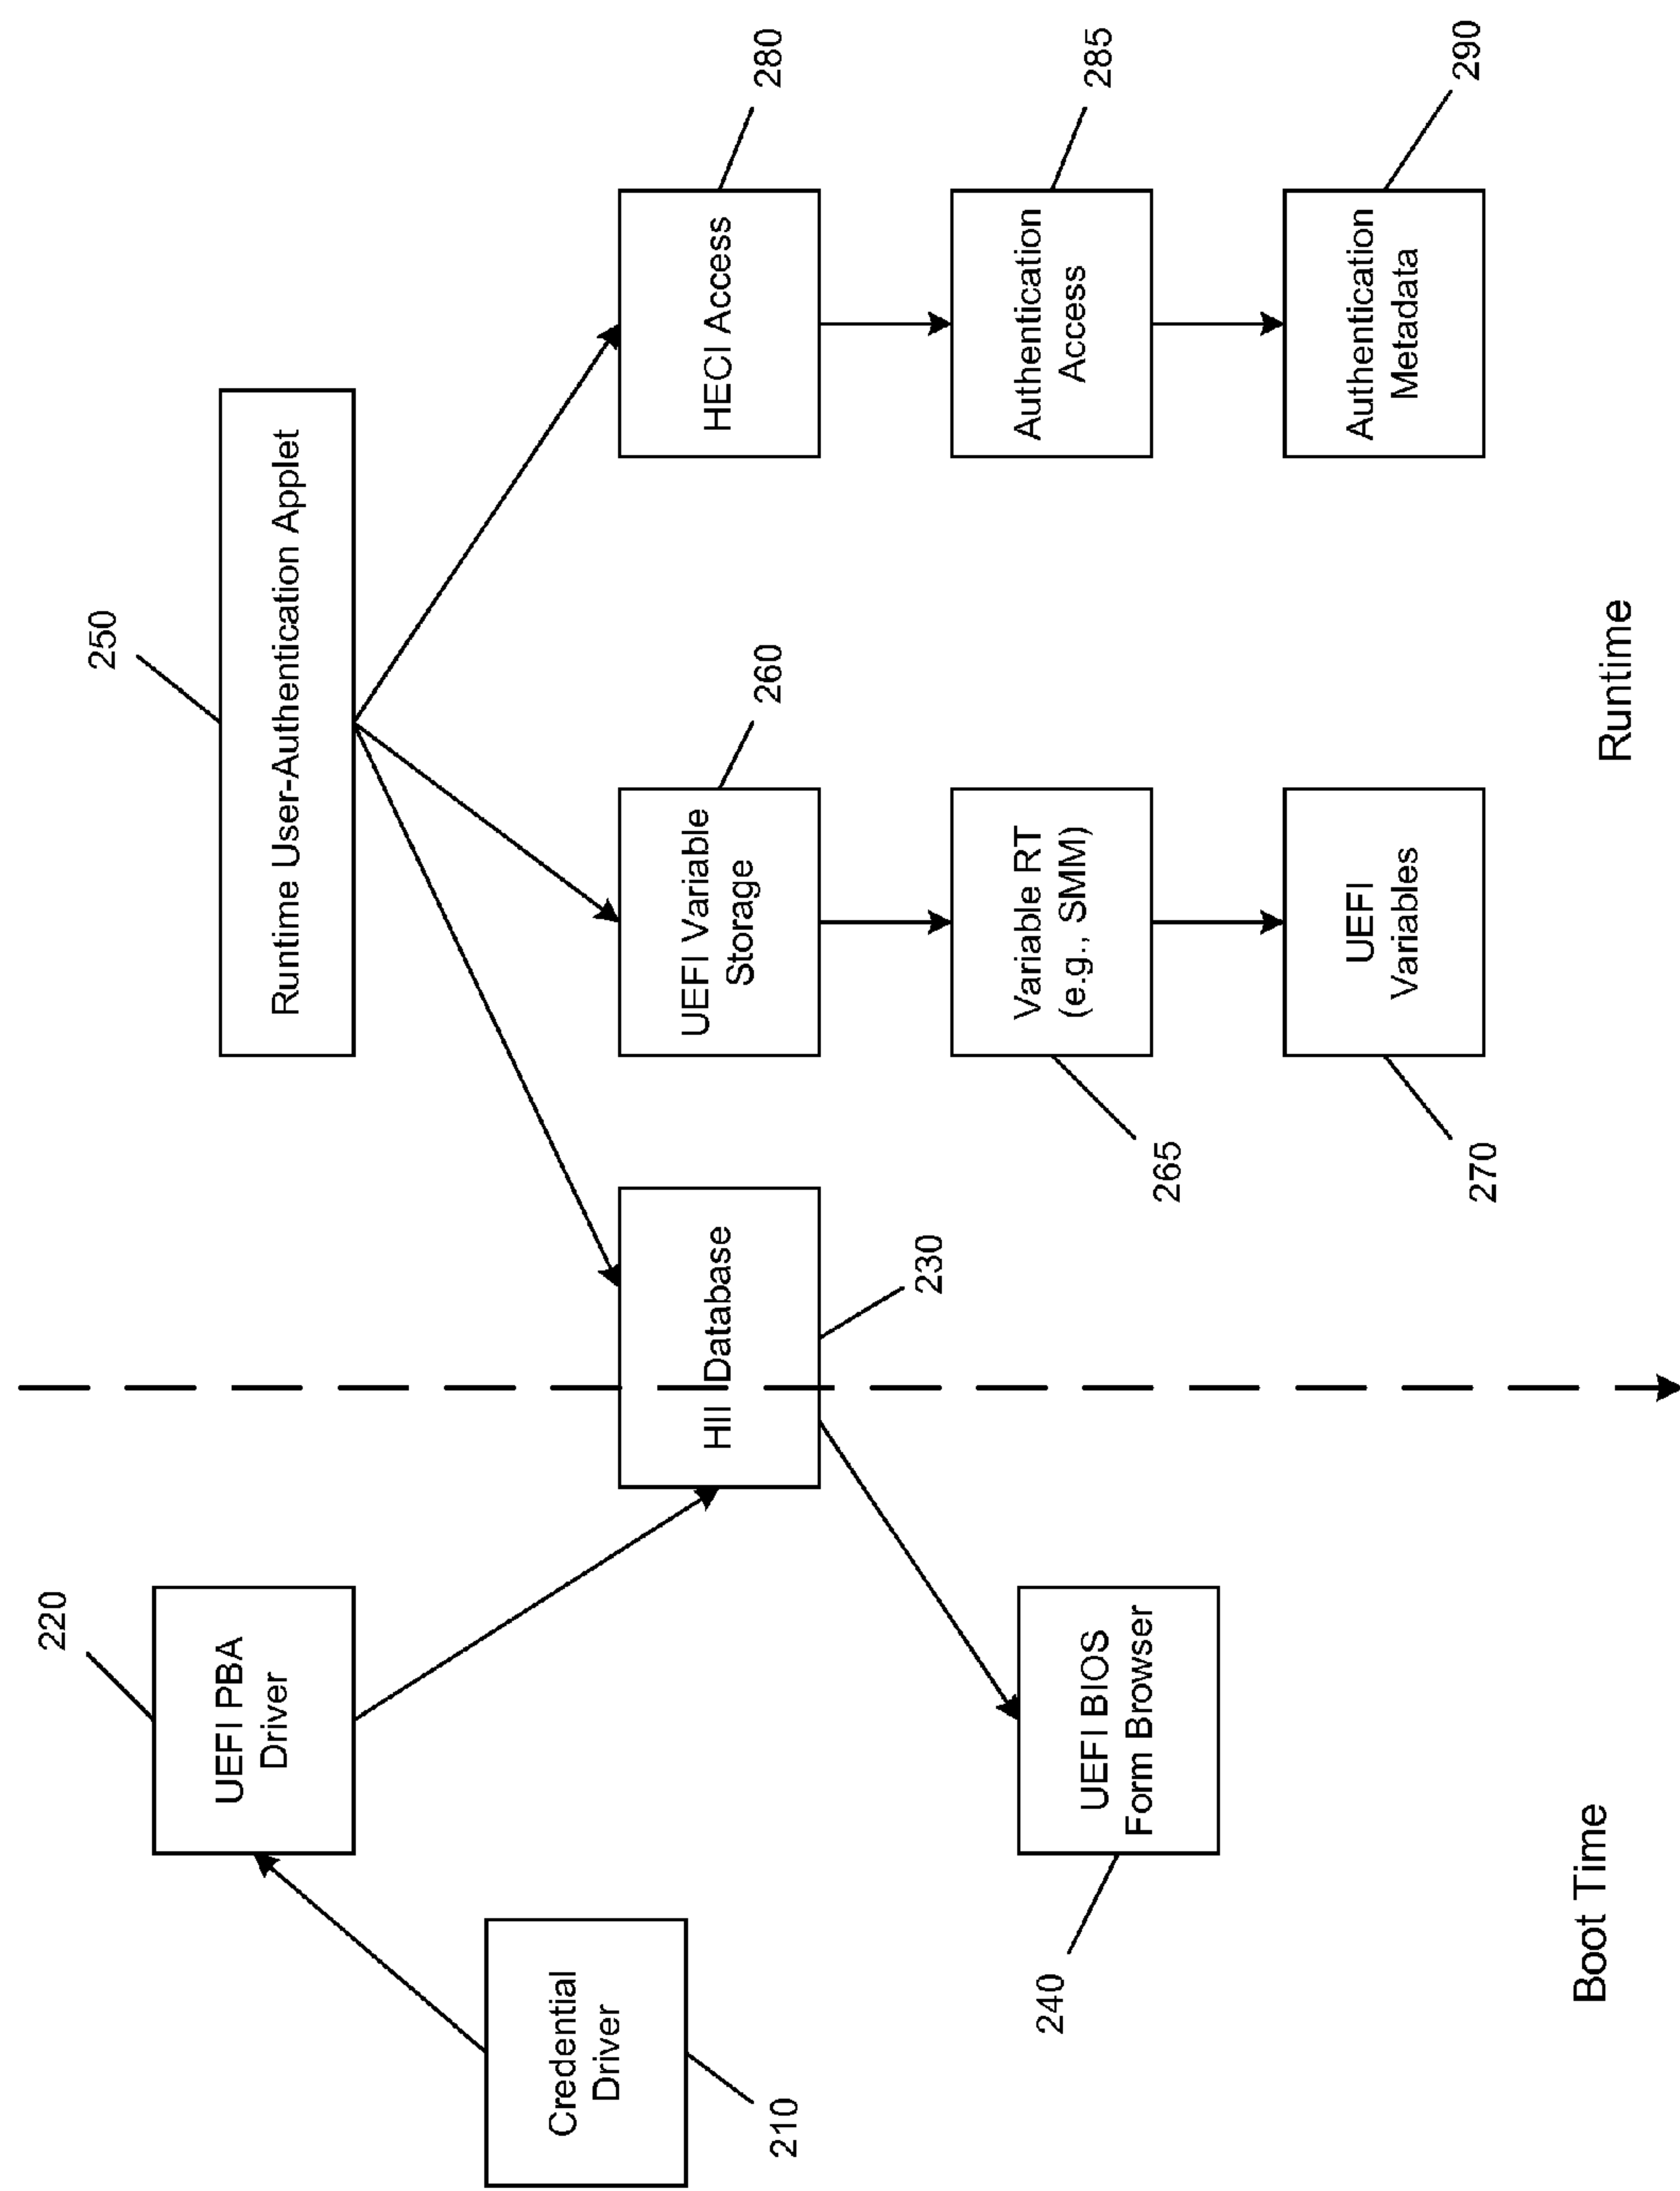 220
UEFI PBA
Driver
Credential
Driver
210
HII Database
230
UEFI BIOS
Form Browser
240
Boot Time
250
Runtime User-Authentication Applet
UEFI Variable
Storage
260
HECI Access
280
Variable RT
(e.g., SMM)
265
Authentication
Access
285
UEFI
Variables
270
Authentication
Metadata
290
Runtime